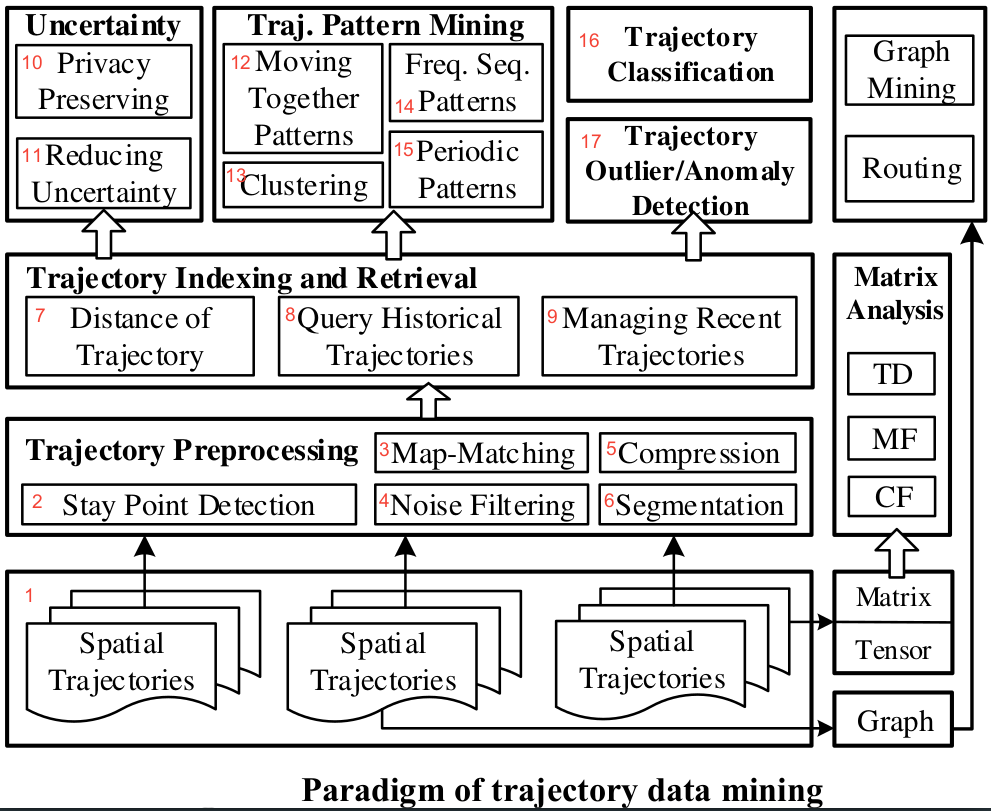 Uncertainty
10 Privacy
Preserving
11 Reducing
Uncertainty
Traj. Pattern Mining
12 Moving
Together
Patterns
13 Clustering
Freq. Seq.
14 Patterns
15 Periodic
Patterns
16 Trajectory
Classification
17 Trajectory
Outlier/Anomaly
Detection
Graph
Mining
Routing
Trajectory Indexing and Retrieval
7 Distance of
Trajectory
8 Query Historical
Trajectories
9 Managing Recent
Trajectories
Matrix
Analysis
TD
MF
CF
Trajectory Preprocessing
3 Map-Matching
5 Compression
2 Stay Point Detection
4 Noise Filtering
6 Segmentation
1
Spatial
Trajectories
Spatial
Trajectories
Spatial
Trajectories
Matrix
Tensor
Graph
Paradigm of trajectory data mining